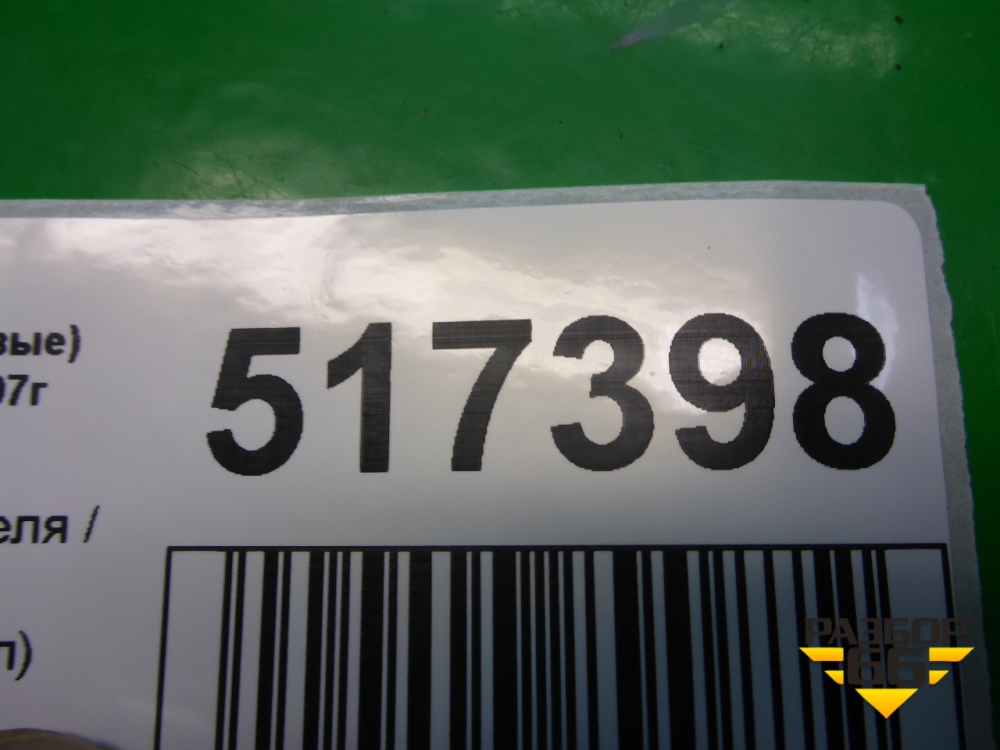 вые)
517398
07г
еля /
л)
РАЗБОР
66